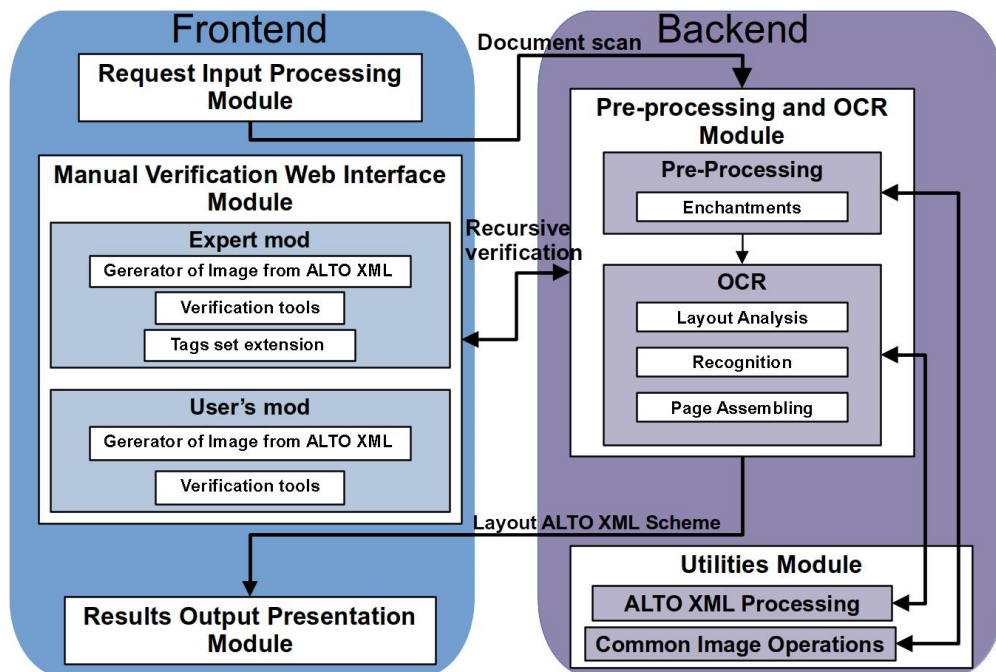 Frontend
Request Input Processing
Module
Manual Verification Web Interface
Module
Expert mod
Gererator of Image from ALTO XML
Verification tools
Tags set extension
User’s mod
Gererator of Image from ALTO XML
Verification tools
Results Output Presentation
Module
Document scan
Recursive
verification
Layout ALTO XML Scheme
Backend
Pre-processing and OCR
Module
Pre-Processing
Enchantments
OCR
Layout Analysis
Recognition
Page Assembling
Utilities Module
ALTO XML Processing
Common Image Operations